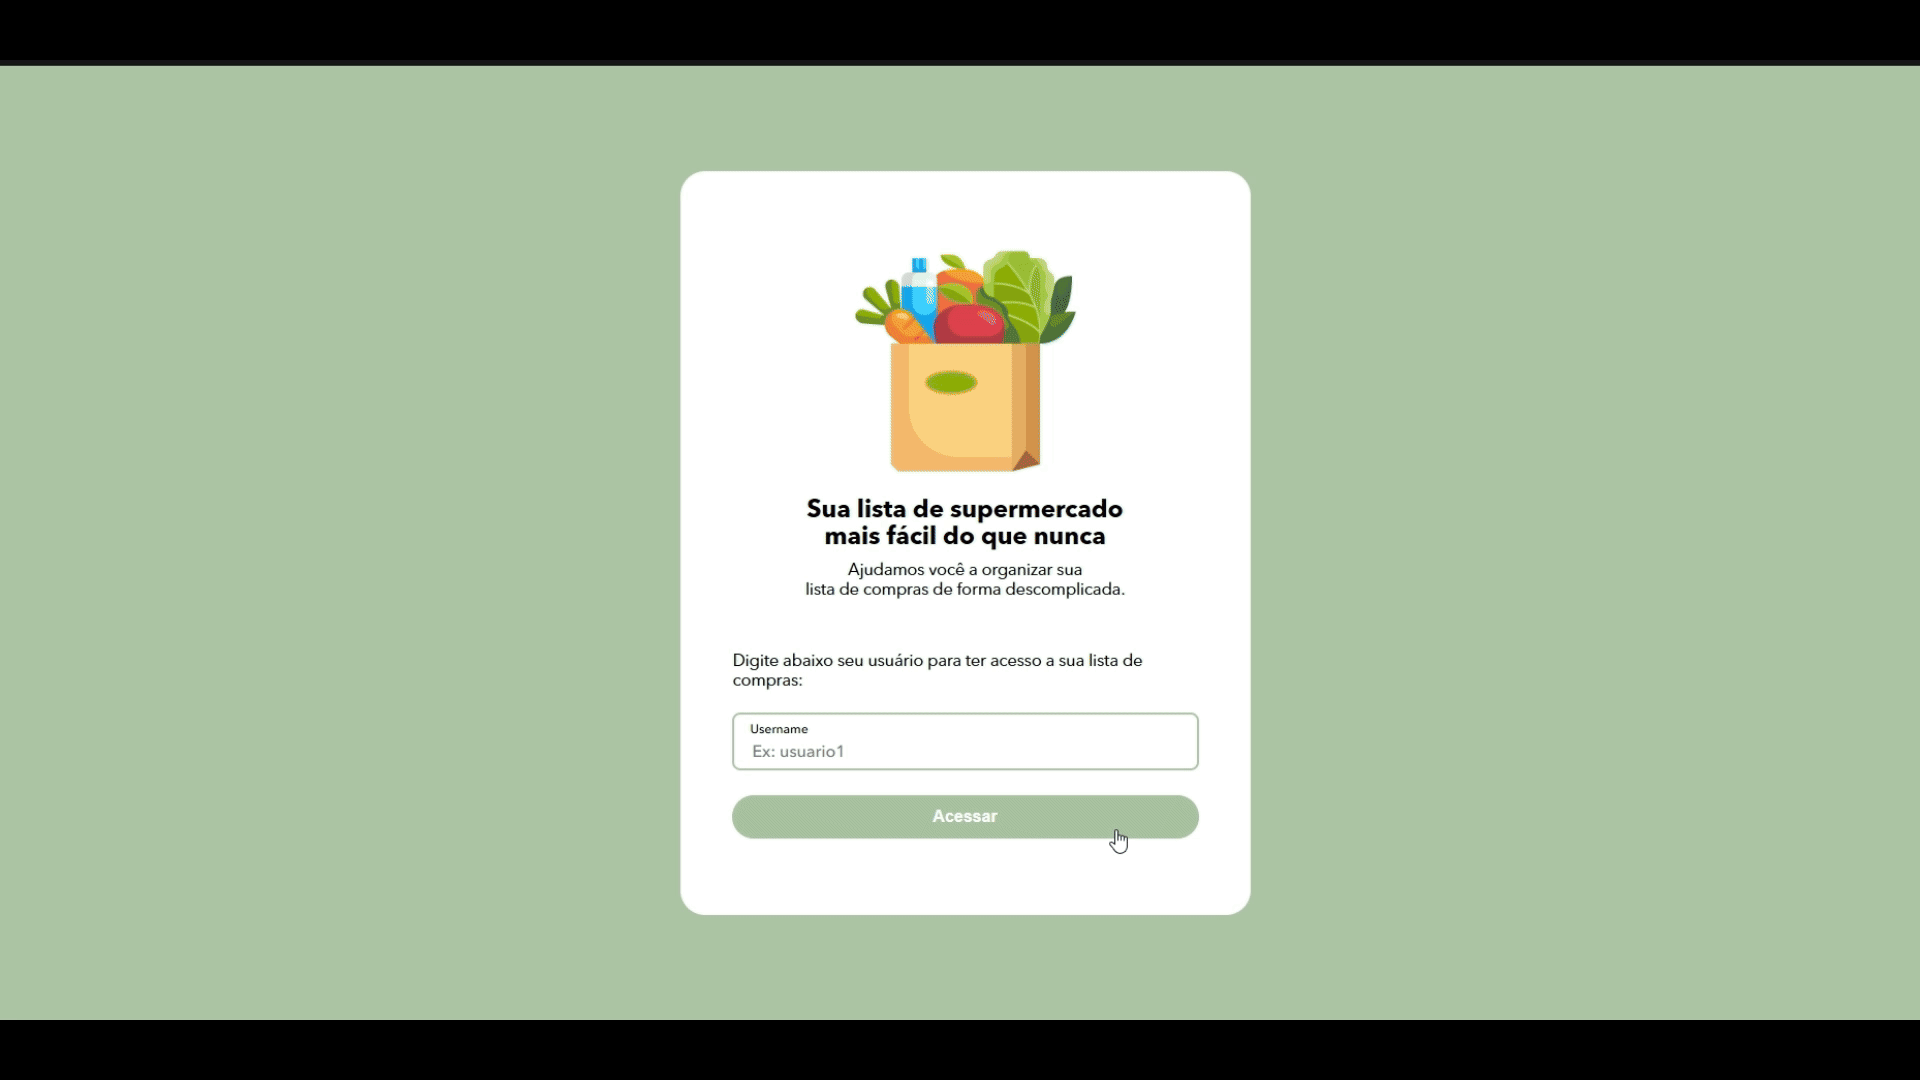 Sua lista de supermercado
mais fácil do que nunca
Ajudamos você a organizar sua
lista de compras de forma descomplicada.
Digite abaixo seu usuário para ter acesso a sua lista de
compras:
Username
Ex: usuario1
Acessar